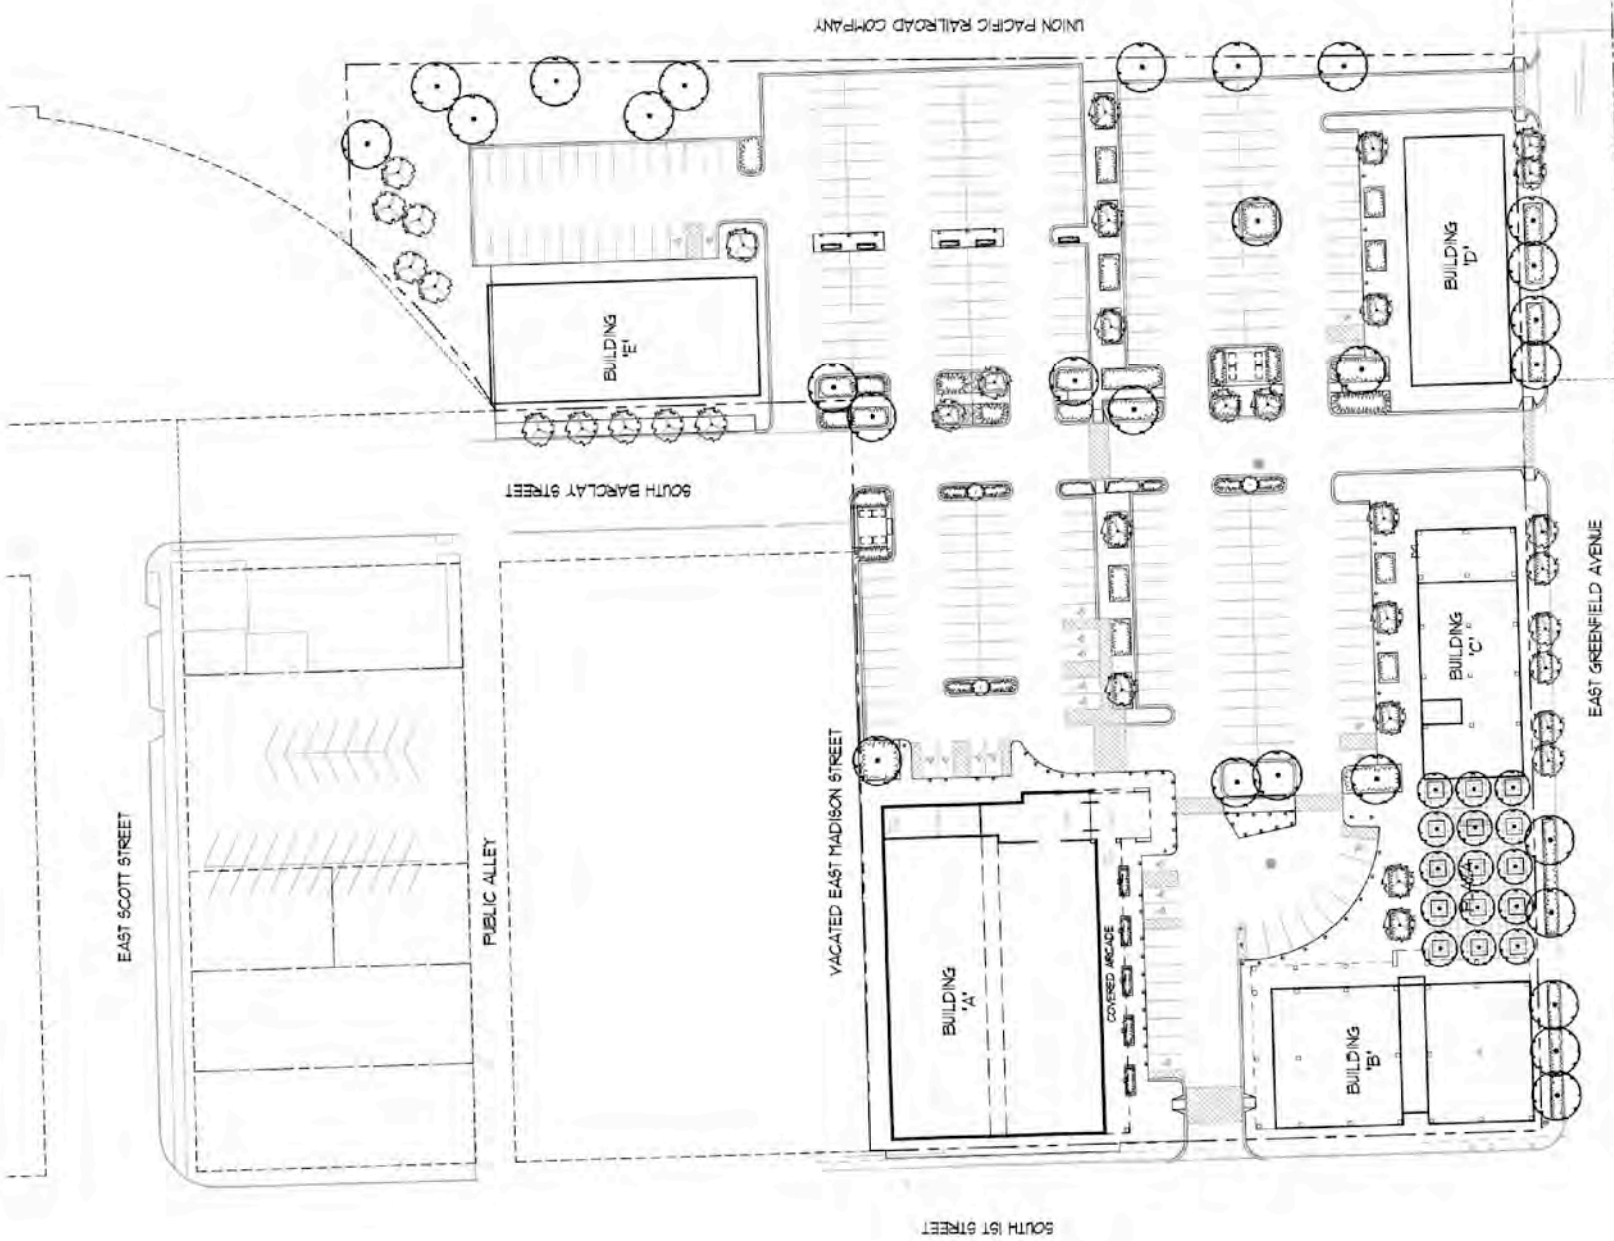 UNION PACIFIC RAILROAD COMPANY
BUILDING
'E'
BUILDING
'D'
SOUTH BARCLAY STREET
EAST GREENFIELD AVENUE
BUILDING
'C'
EAST SCOTT STREET
PUBLIC ALLEY
VACATED EAST MADISON STREET
BUILDING
'A'
COVERED ARCADE
PLAZA
BUILDING
'B'
SOUTH 1ST STREET